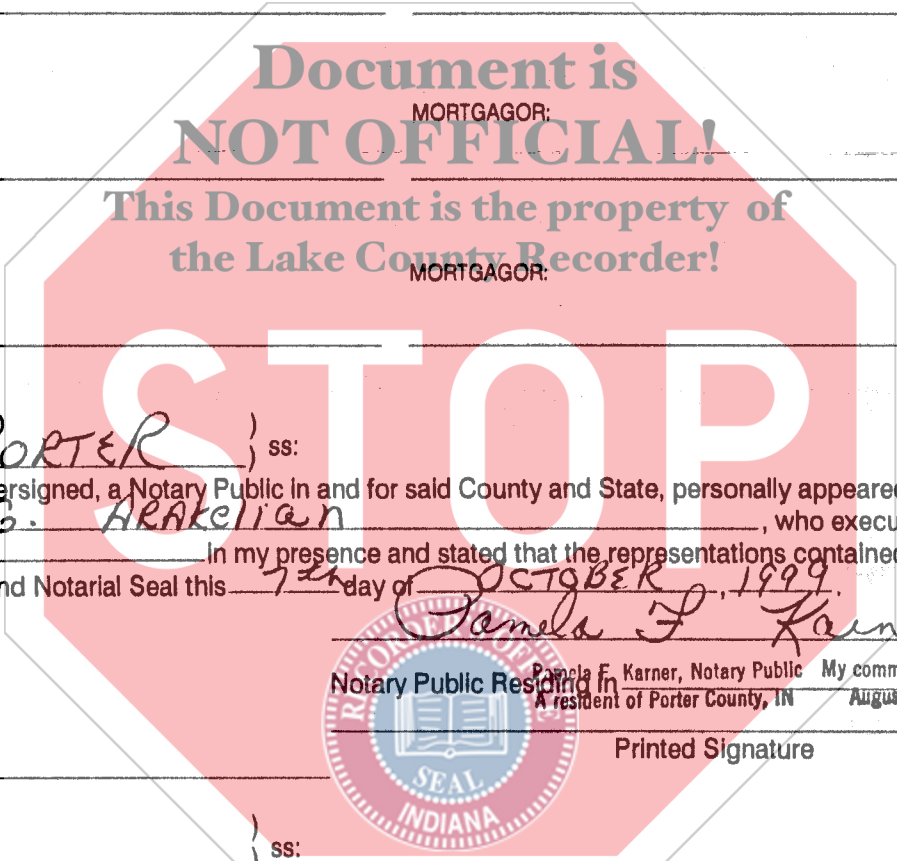 Document is
MORTGAGOR:
NOT OFFICIAL!
This Document is the property of
the Lake County Recorder!
MORTGAGOR:
STOP
ORTER ) ss:
ersigned, a Notary Public in and for said County and State, personally appeared
ARAKElian , who execu
in my presence and stated that the representations contained
nd Notarial Seal this 7th day of OCTOBER , 1999.
Pamela F Karn
Pamela F. Karner, Notary Public My comm
Notary Public Residing in
A resident of Porter County, IN Augus
Printed Signature
RECORDER'S OFFICE
SEAL
INDIANA
) ss: